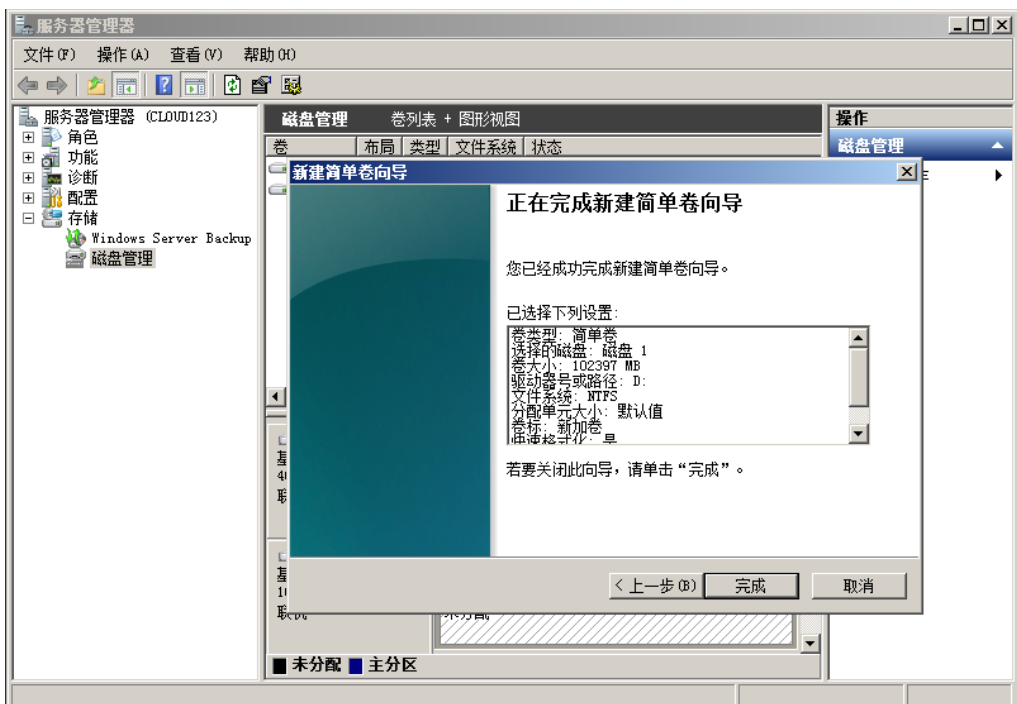 服务器管理器
文件(F) 操作(A) 查看(V) 帮助(H)
服务器管理器 (CLOUD123)
角色
功能
诊断
配置
存储
Windows Server Backup
磁盘管理
磁盘管理 卷列表 + 图形视图
卷 布局 类型 文件系统 状态
操作
磁盘管理
新建简单卷向导
正在完成新建简单卷向导
您已经成功完成新建简单卷向导。
已选择下列设置:
卷类型: 简单卷
选择的磁盘: 磁盘 1
卷大小: 102397 MB
驱动器号或路径: D:
文件系统: NTFS
分配单元大小: 默认值
卷标: 新加卷
快速格式化: 是
若要关闭此向导，请单击“完成”。
<上一步(B) 完成 取消
未分配
未分配 主分区